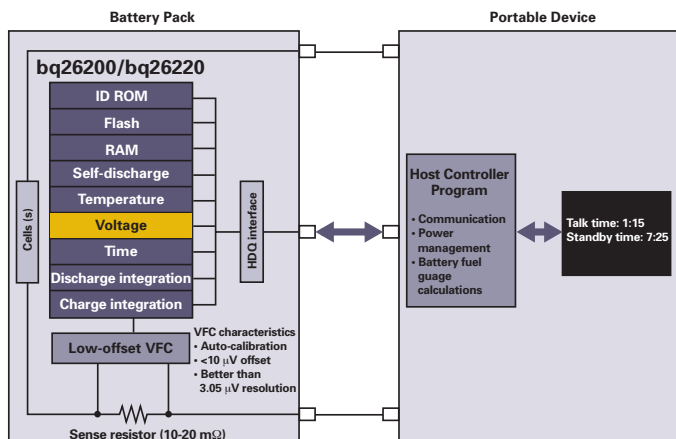 Battery Pack
Portable Device
bq26200/bq26220
ID ROM
Flash
RAM
Self-discharge
Temperature
Voltage
Time
Discharge integration
Charge integration
Cells (s)
HDQ interface
Low-offset VFC
VFC characteristics
• Auto-calibration
• <10 µV offset
• Better than
3.05 µV resolution
Sense resistor (10-20 mΩ)
Host Controller
Program
• Communication
• Power
management
• Battery fuel
guage
calculations
Talk time: 1:15
Standby time: 7:25